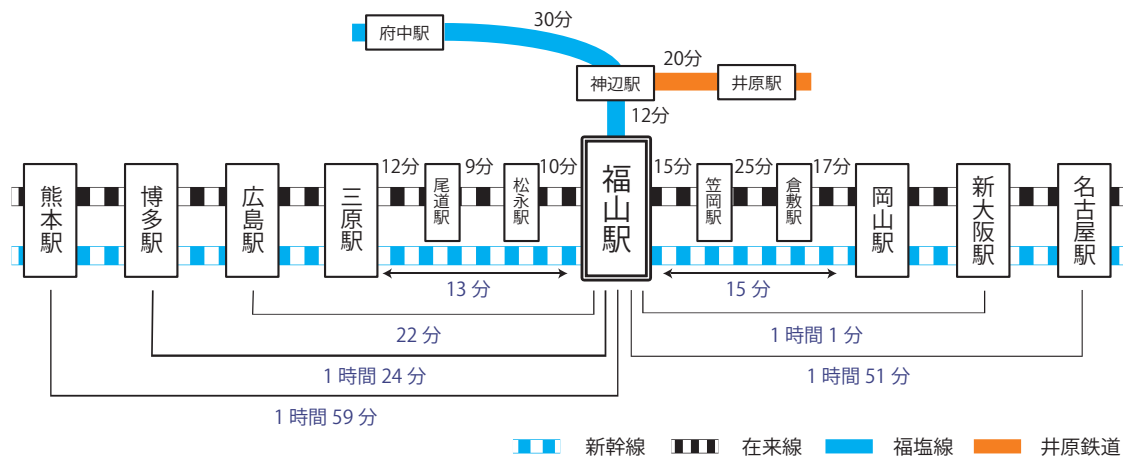 30分
府中駅
20分
神辺駅
井原駅
12分
12分
9分
10分
15分
25分
17分
熊本駅
博多駅
広島駅
三原駅
尾道駅
松永駅
福山駅
笠岡駅
倉敷駅
岡山駅
新大阪駅
名古屋駅
13 分
15 分
22 分
1 時間 1 分
1 時間 24 分
1 時間 51 分
1 時間 59 分
新幹線
在来線
福塩線
井原鉄道